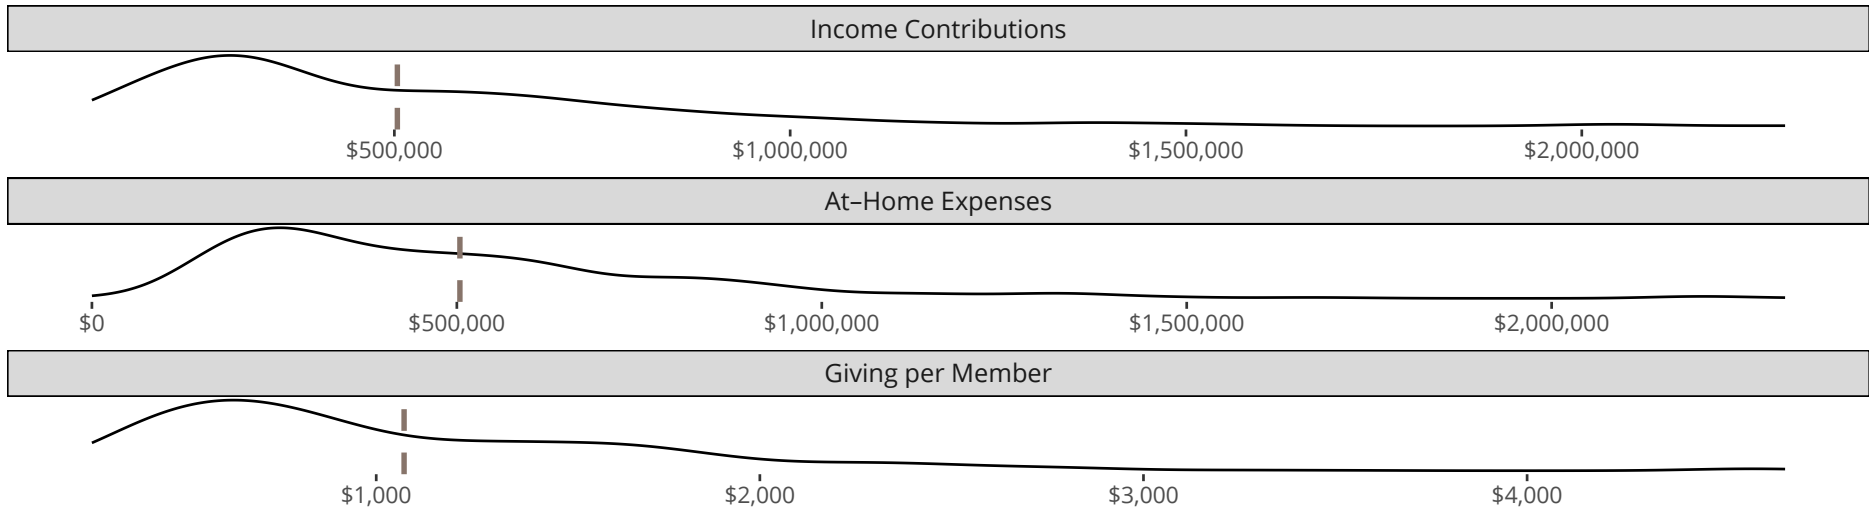 Income Contributions
$500,000 $1,000,000 $1,500,000 $2,000,000
At–Home Expenses
$0 $500,000 $1,000,000 $1,500,000 $2,000,000
Giving per Member
$1,000 $2,000 $3,000 $4,000